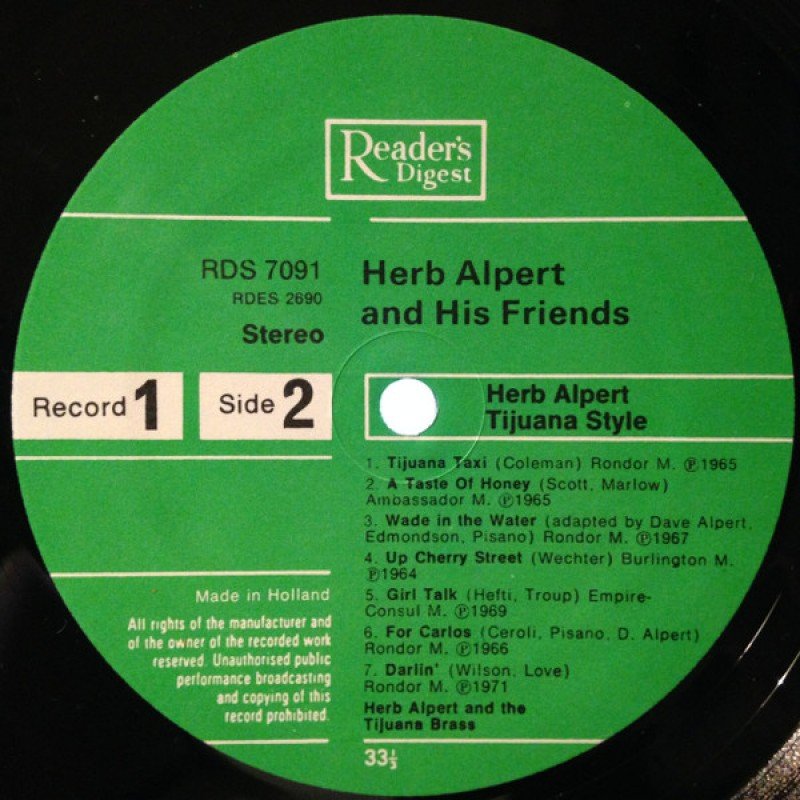 Reader's
Digest
RDS 7091
RDES 2690
Stereo
Herb Alpert
and His Friends
Record 1
Side 2
Herb Alpert
Tijuana Style
1. Tijuana Taxi (Coleman) Rondor M. ℗1965
2. A Taste Of Honey (Scott, Marlow)
Ambassador M. ℗1965
3. Wade in the Water (adapted by Dave Alpert,
Edmondson, Pisano) Rondor M. ℗1967
4. Up Cherry Street (Wechter) Burlington M.
℗1964
5. Girl Talk (Hefti, Troup) Empire-
Consul M. ℗1969
6. For Carlos (Ceroli, Pisano, D. Alpert)
Rondor M. ℗1966
7. Darlin' (Wilson, Love)
Rondor M. ℗1971
Herb Alpert and the
Tijuana Brass
Made in Holland
All rights of the manufacturer and
of the owner of the recorded work
reserved. Unauthorised public
performance broadcasting
and copying of this
record prohibited.
33⅓